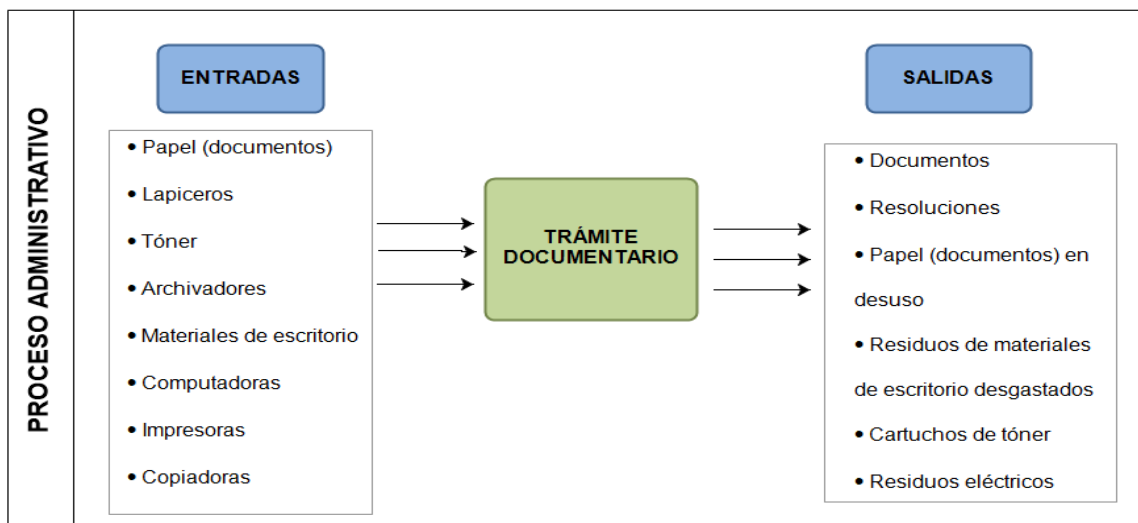 PROCESO ADMINISTRATIVO
ENTRADAS
• Papel (documentos)
• Lapiceros
• Tóner
• Archivadores
• Materiales de escritorio
• Computadoras
• Impresoras
• Copiadoras
TRÁMITE
DOCUMENTARIO
SALIDAS
• Documentos
• Resoluciones
• Papel (documentos) en
desuso
• Residuos de materiales
de escritorio desgastados
• Cartuchos de tóner
• Residuos eléctricos